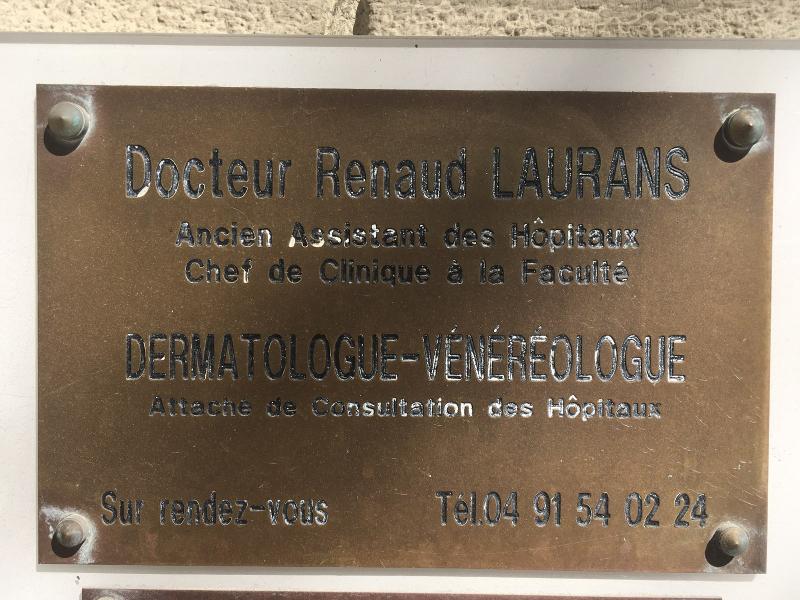 Docteur Renaud LAURANS
Ancien Assistant des Hôpitaux
Chef de Clinique à la Faculté
DERMATOLOGUE-VÉNÉRÉOLOGUE
Attaché de Consultation des Hôpitaux
Sur rendez-vous
Tél.04 91 54 02 24